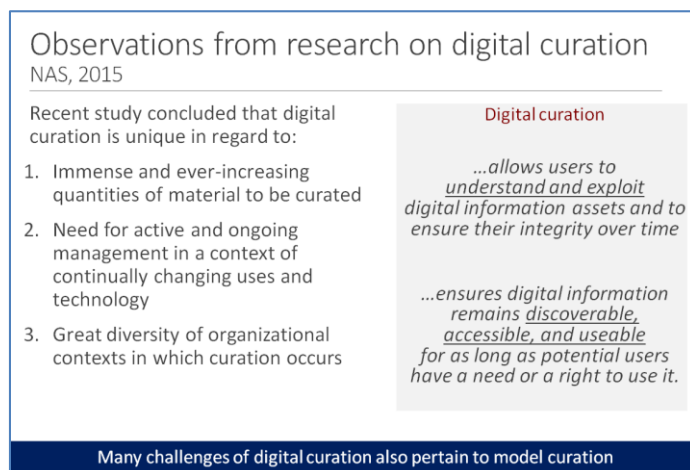 Observations from research on digital curation
NAS, 2015
Recent study concluded that digital
curation is unique in regard to:
1. Immense and ever-increasing
quantities of material to be curated
2. Need for active and ongoing
management in a context of
continually changing uses and
technology
3. Great diversity of organizational
contexts in which curation occurs
Digital curation
...allows users to
understand and exploit
digital information assets and to
ensure their integrity over time
...ensures digital information
remains discoverable,
accessible, and useable
for as long as potential users
have a need or a right to use it.
Many challenges of digital curation also pertain to model curation